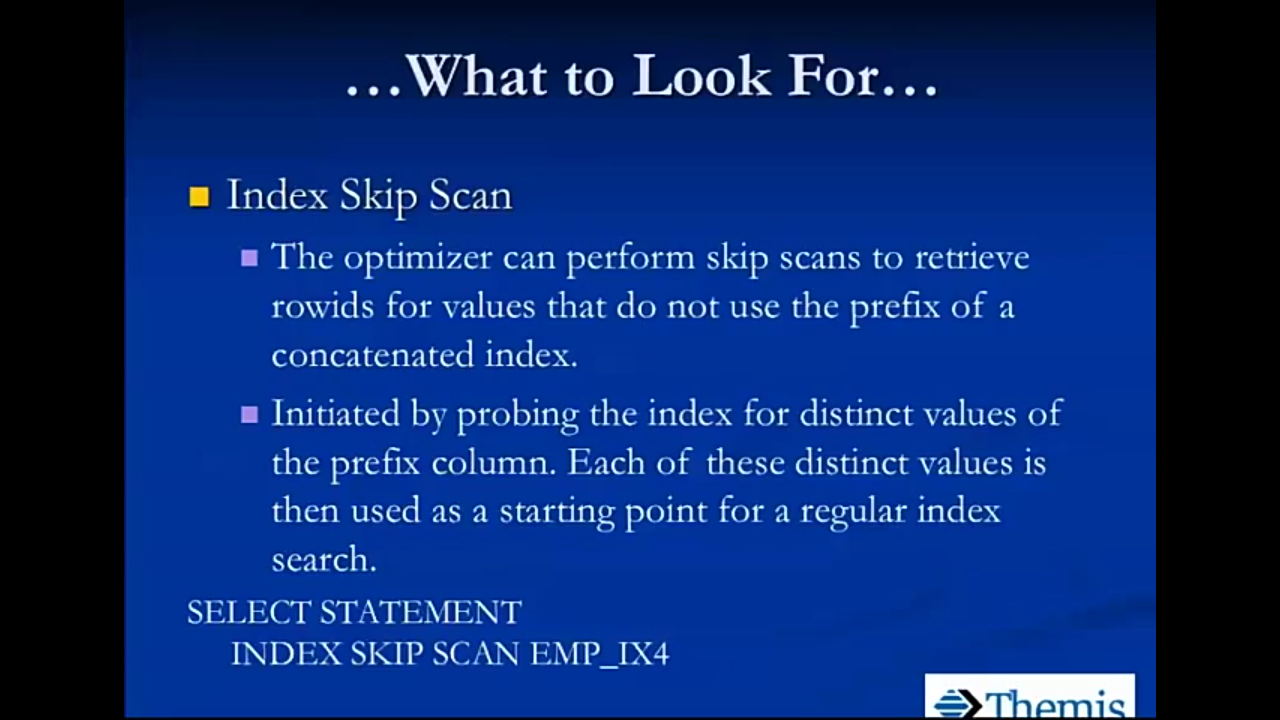 …What to Look For…
Index Skip Scan
The optimizer can perform skip scans to retrieve
rowids for values that do not use the prefix of a
concatenated index.
Initiated by probing the index for distinct values of
the prefix column. Each of these distinct values is
then used as a starting point for a regular index
search.
SELECT STATEMENT
INDEX SKIP SCAN EMP_IX4
Themis